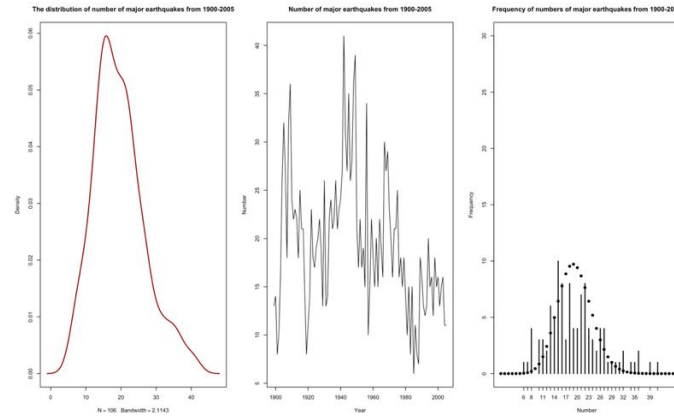 The distribution of number of major earthquakes from 1900-2005
0.06
0.05
0.04
0.03
0.02
0.01
0.00
Density
0 10 20 30 40
N = 106 Bandwidth = 2.1143
Number of major earthquakes from 1900-2005
40
35
30
25
20
15
10
5
Number
1900 1920 1940 1960 1980 2000
Year
Frequency of numbers of major earthquakes from 1900-20
30
25
20
15
10
5
0
Frequency
6 8 11 14 17 20 23 26 29 32 35 39
Number